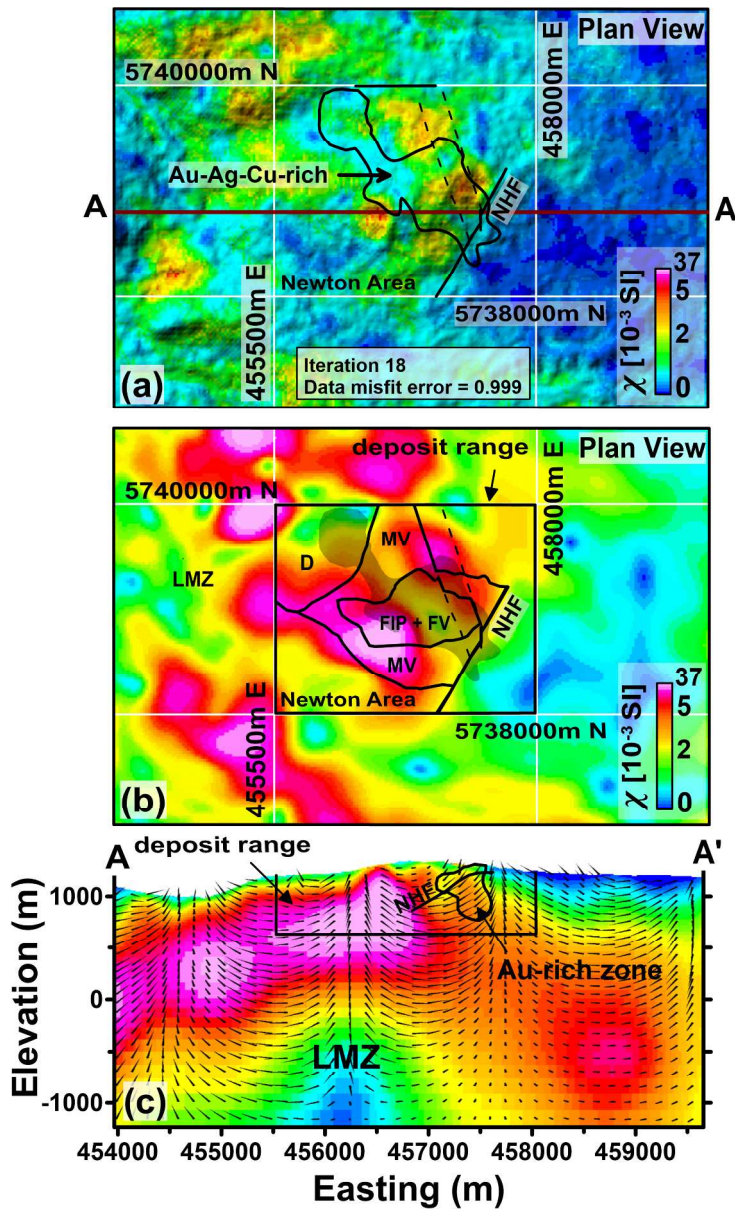 Plan View
5740000m N
458000m E
Au-Ag-Cu-rich
A
A
NHF
Newton Area
5738000m N
455500m E
Iteration 18
Data misfit error = 0.999
37
5
2
0
χ [10⁻³ SI]
(a)
deposit range
Plan View
5740000m N
458000m E
MV
D
LMZ
FIP + FV
NHF
MV
Newton Area
5738000m N
455500m E
37
5
2
0
χ [10⁻³ SI]
(b)
A
deposit range
A'
NHF
Au-rich zone
LMZ
1000
0
-1000
Elevation (m)
(c)
454000 455000 456000 457000 458000 459000
Easting (m)